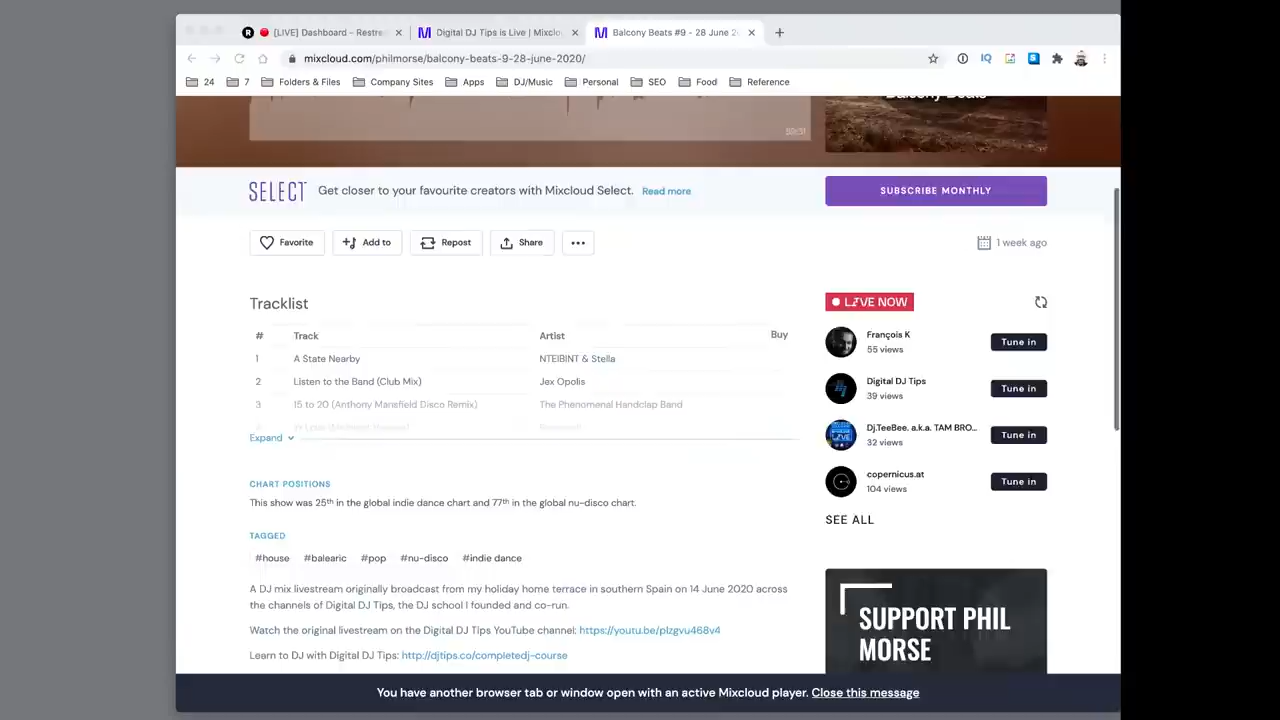 [LIVE] Dashboard - Restre
Digital DJ Tips is Live | Mixclo
Balcony Beats #9 - 28 June 2
mixcloud.com/philmorse/balcony-beats-9-28-june-2020/
24
7
Folders & Files
Company Sites
Apps
DJ/Music
Personal
SEO
Food
Reference
Balcony Beats
SELECT Get closer to your favourite creators with Mixcloud Select. Read more
SUBSCRIBE MONTHLY
Favorite
Add to
Repost
Share
1 week ago
Tracklist
# Track Artist Buy
1 A State Nearby NTEIBINT & Stella
2 Listen to the Band (Club Mix) Jex Opolis
3 15 to 20 (Anthony Mansfield Disco Remix) The Phenomenal Handclap Band
Expand
CHART POSITIONS
This show was 25th in the global indie dance chart and 77th in the global nu-disco chart.
TAGGED
#house #balearic #pop #nu-disco #indie dance
A DJ mix livestream originally broadcast from my holiday home terrace in southern Spain on 14 June 2020 across
the channels of Digital DJ Tips, the DJ school I founded and co-run.
Watch the original livestream on the Digital DJ Tips YouTube channel: https://youtu.be/plzgvu468v4
Learn to DJ with Digital DJ Tips: http://djtips.co/completedj-course
LIVE NOW
François K
55 views
Tune in
Digital DJ Tips
39 views
Tune in
Dj.TeeBee. a.k.a. TAM BRO...
32 views
Tune in
copernicus.at
104 views
Tune in
SEE ALL
SUPPORT PHIL
MORSE
You have another browser tab or window open with an active Mixcloud player. Close this message